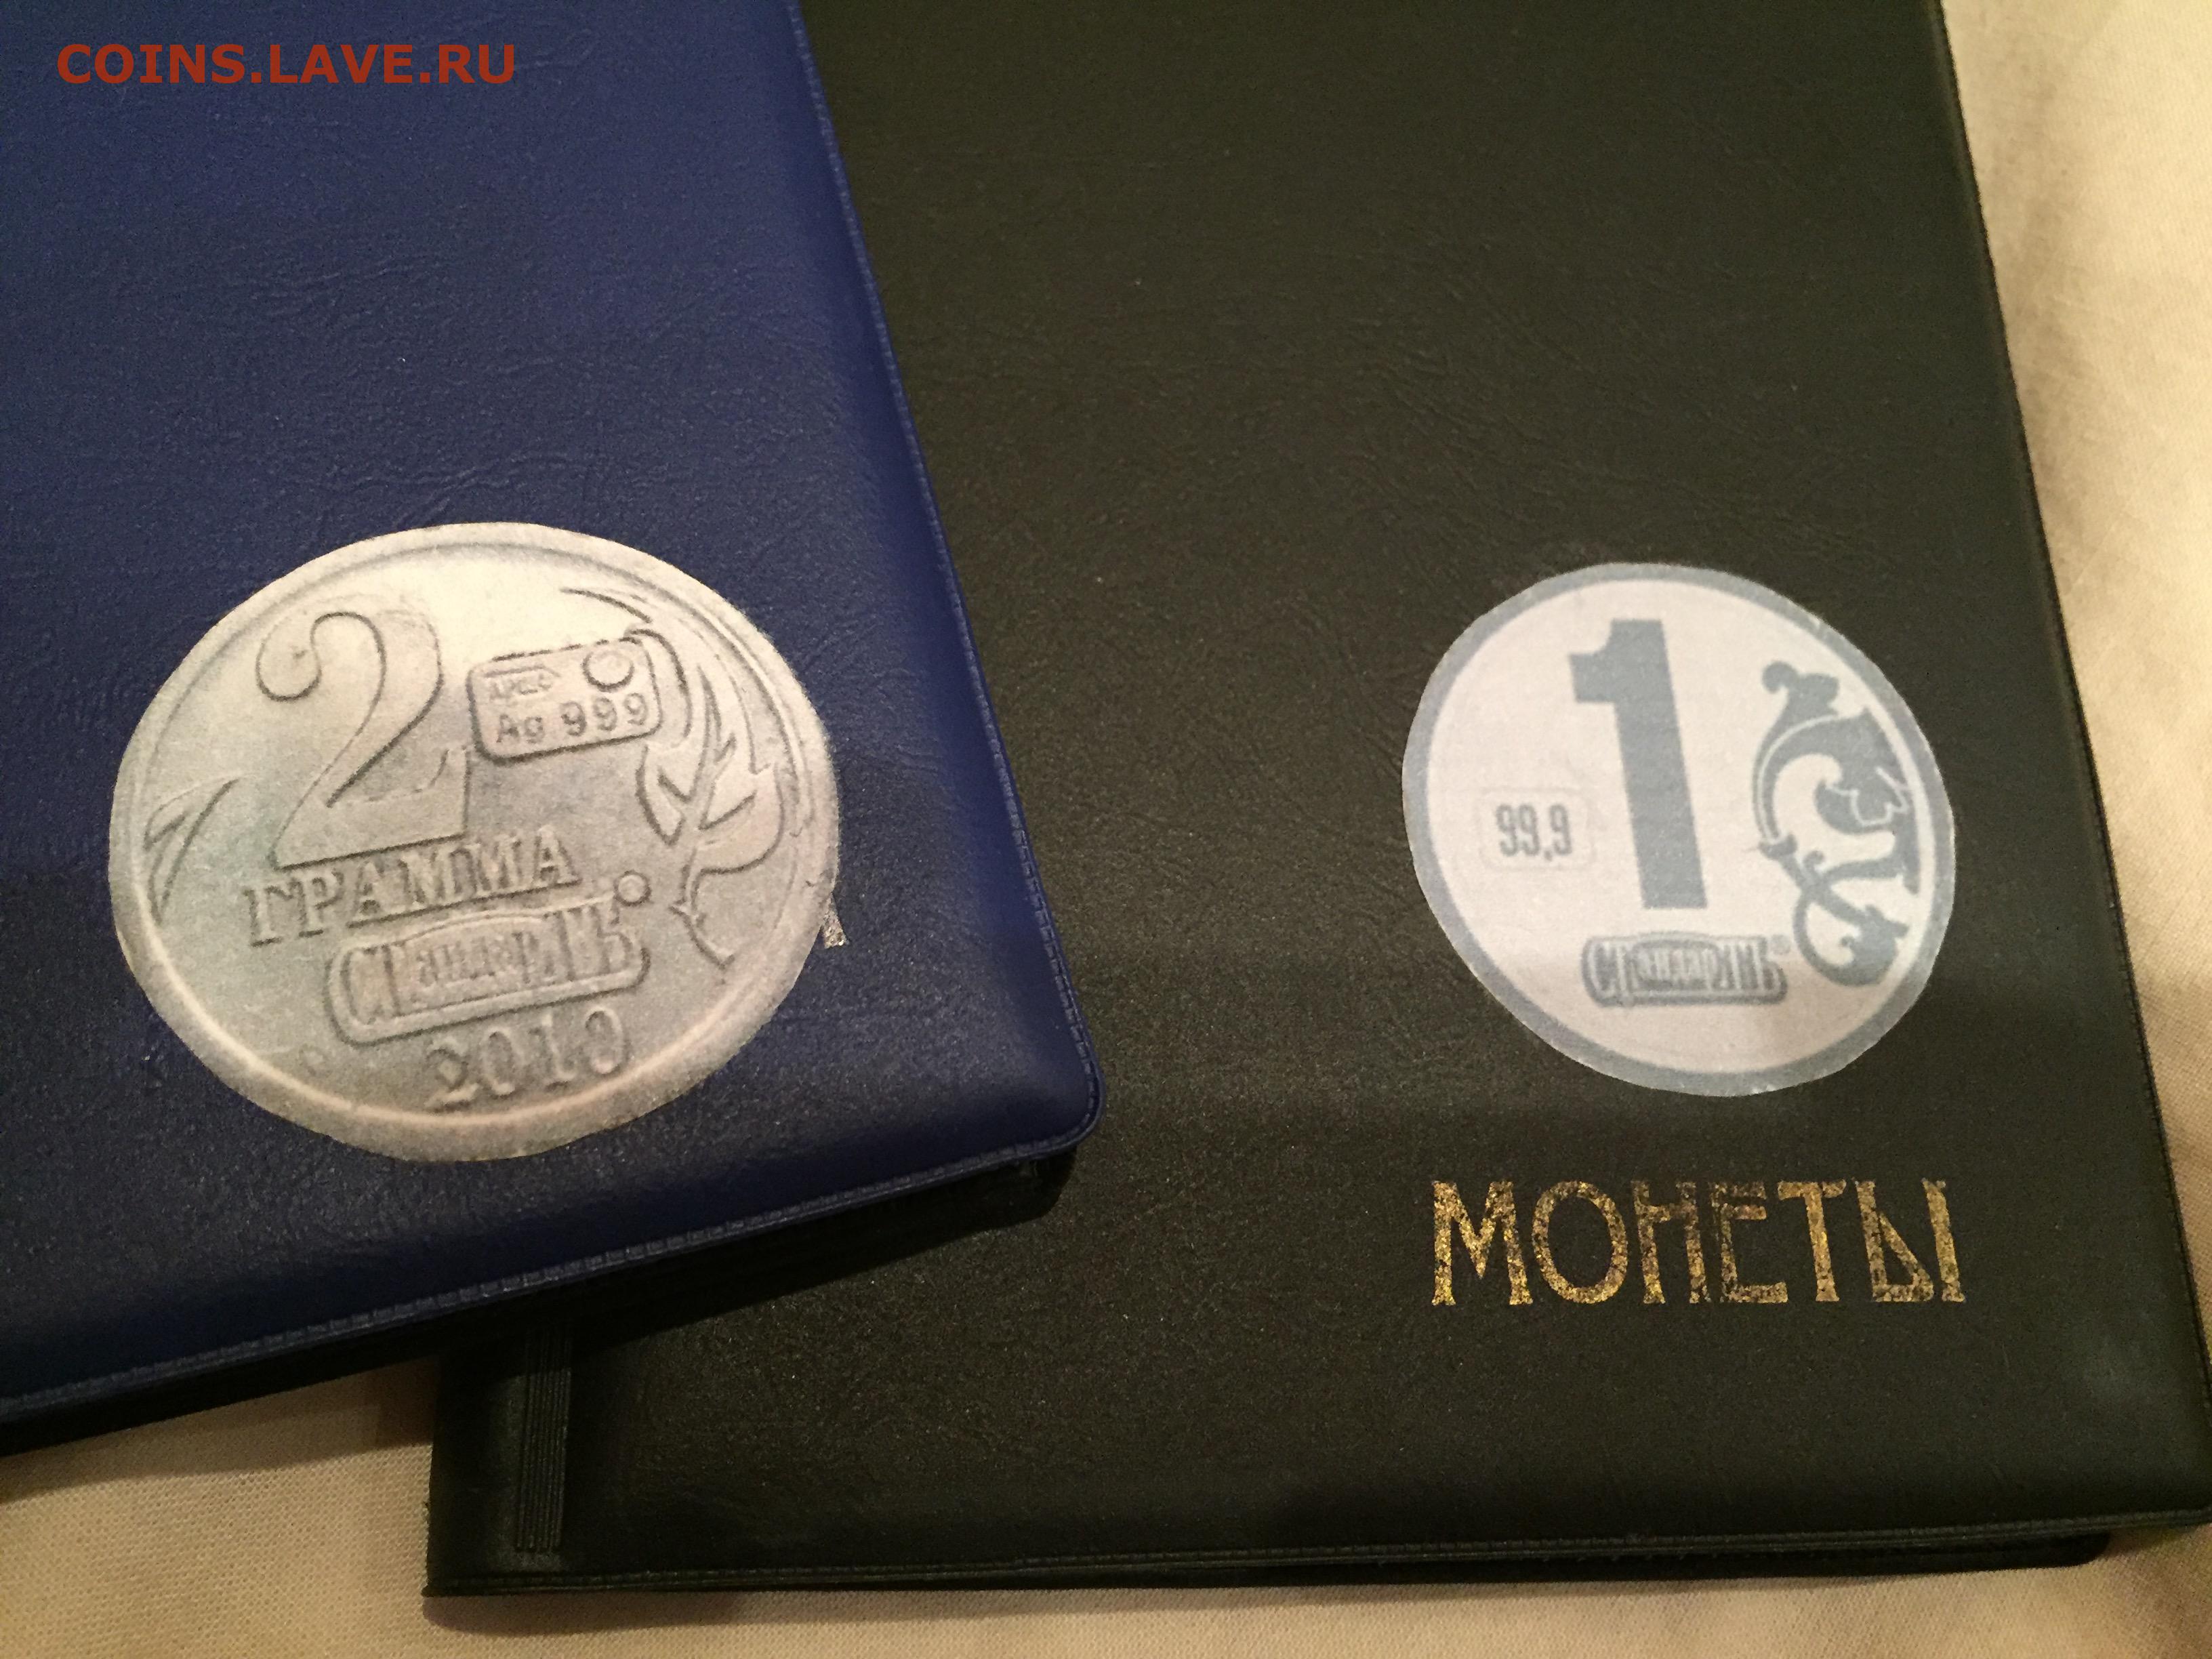 COINS.LAVE.RU
2
Ag 999
ГРАММА
СТандартЪ
2010
1
99,9
СТандартЪ®
МОНЕТЫ